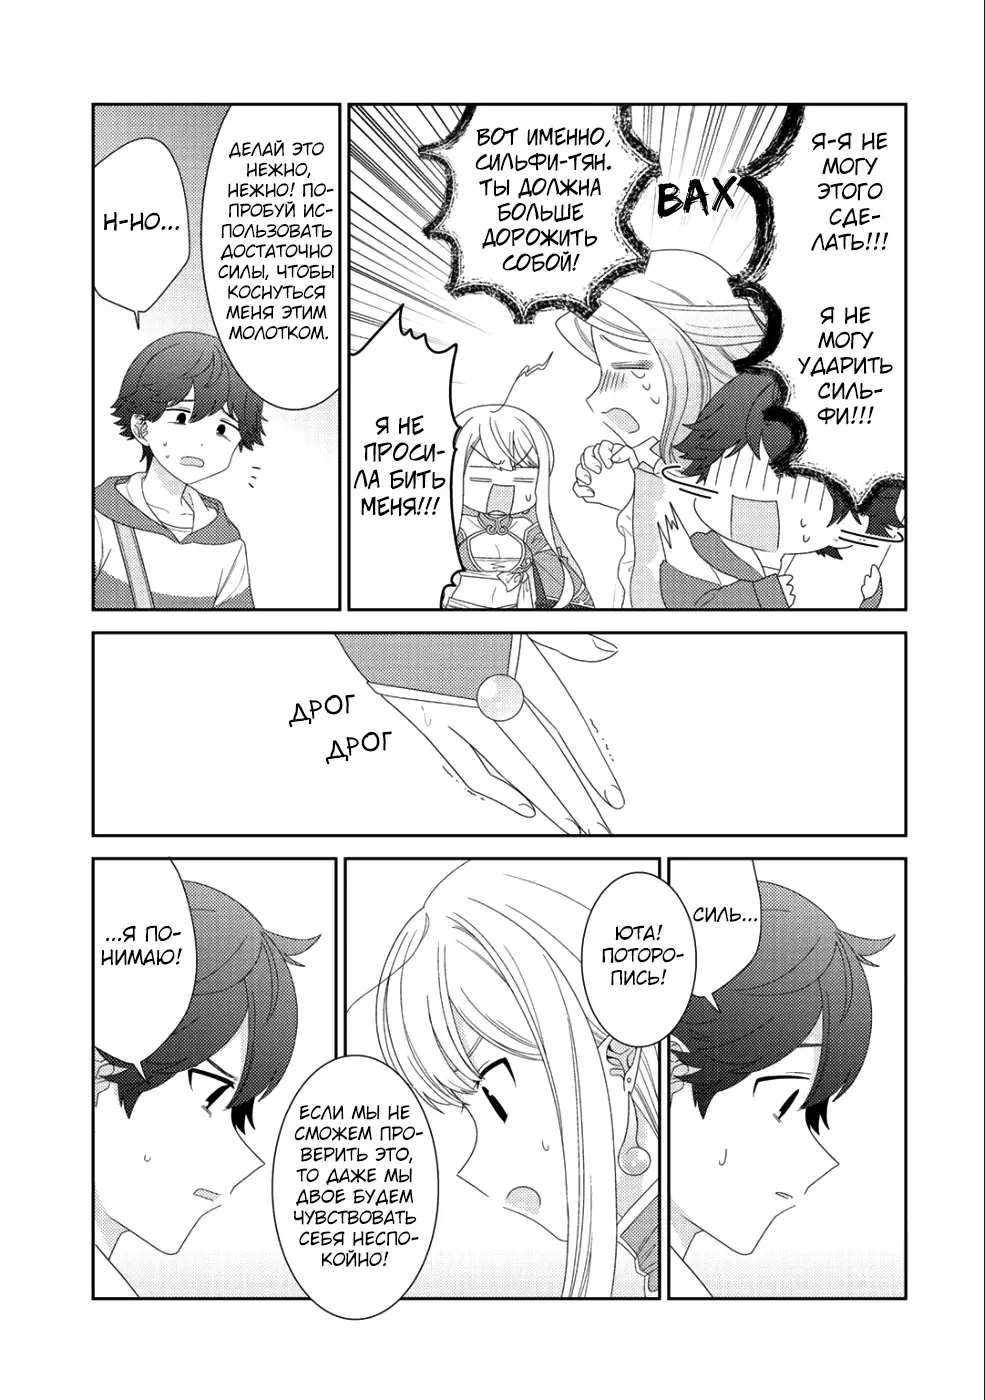 Я-Я НЕ
МОГУ
ЭТОГО
СДЕ-
ЛАТЬ!!!
Я НЕ
МОГУ
УДАРИТЬ
СИЛЬ-
ФИ!!!
ВАХ
ВОТ ИМЕННО,
СИЛЬФИ-ТЯН.
ТЫ ДОЛЖНА
БОЛЬШЕ
ДОРОЖИТЬ
СОБОЙ!
Я НЕ
ПРОСИ-
ЛА БИТЬ
МЕНЯ!!!
ДЕЛАЙ ЭТО
НЕЖНО,
НЕЖНО! ПО-
ПРОБУЙ ИС-
ПОЛЬЗОВАТЬ
ДОСТАТОЧНО
СИЛЫ, ЧТОБЫ
КОСНУТЬСЯ
МЕНЯ ЭТИМ
МОЛОТКОМ.
Н-НО...
ДРОГ
ДРОГ
СИЛЬ...
ЮТА!
ПОТОРО-
ПИСЬ!
ЕСЛИ МЫ НЕ
СМОЖЕМ ПРО-
ВЕРИТЬ ЭТО,
ТО ДАЖЕ МЫ
ДВОЕ БУДЕМ
ЧУВСТВОВАТЬ
СЕБЯ НЕСПО-
КОЙНО!
...Я ПО-
НИМАЮ!